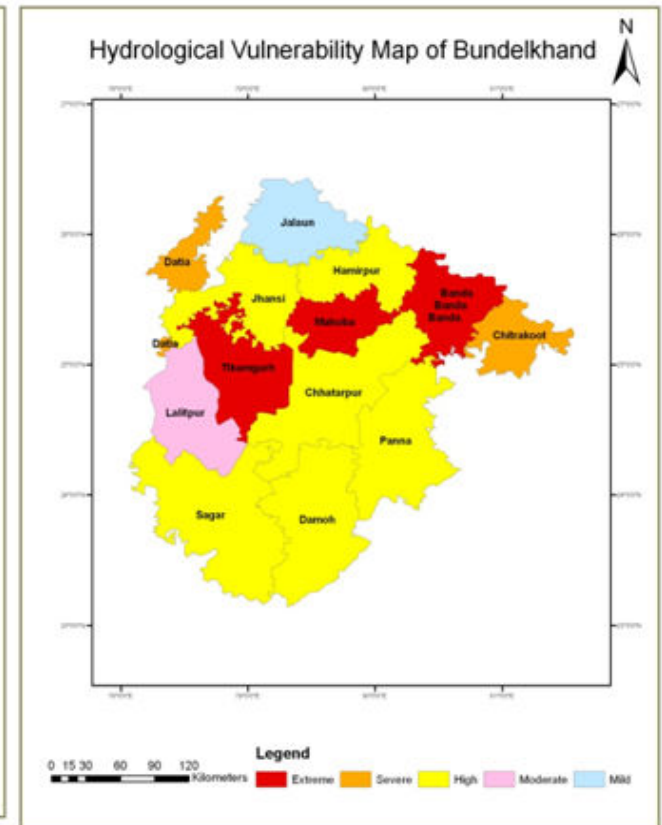 Hydrological Vulnerability Map of Bundelkhand
N
Jalaun
Datia
Hamirpur
Jhansi
Banda
Banda
Banda
Mahoba
Chitrakoot
Datia
Tikamgarh
Chhatarpur
Lalitpur
Panna
Sagar
Damoh
Legend
0 15 30 60 90 120 Kilometers
Extreme Severe High Moderate Mild